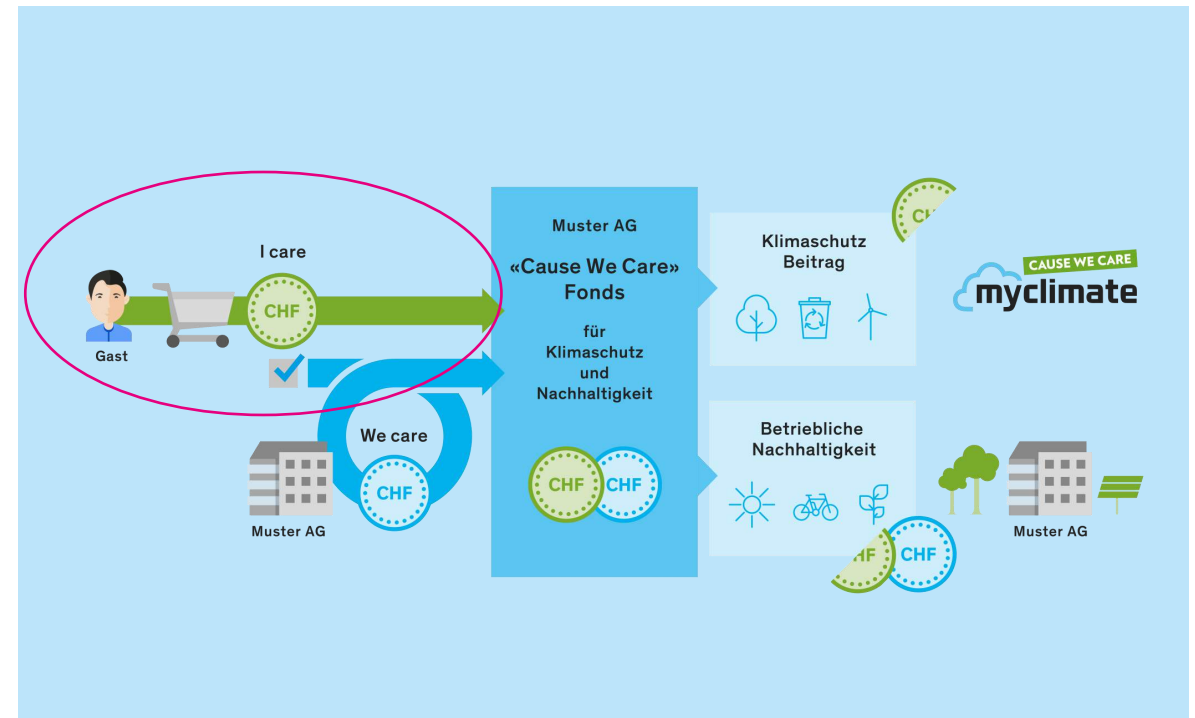 I care
CHF
Gast
We care
CHF
Muster AG
Muster AG
«Cause We Care»
Fonds
für
Klimaschutz
und
Nachhaltigkeit
CHF
CHF
Klimaschutz
Beitrag
CAUSE WE CARE
myclimate
Betriebliche
Nachhaltigkeit
CHF
Muster AG